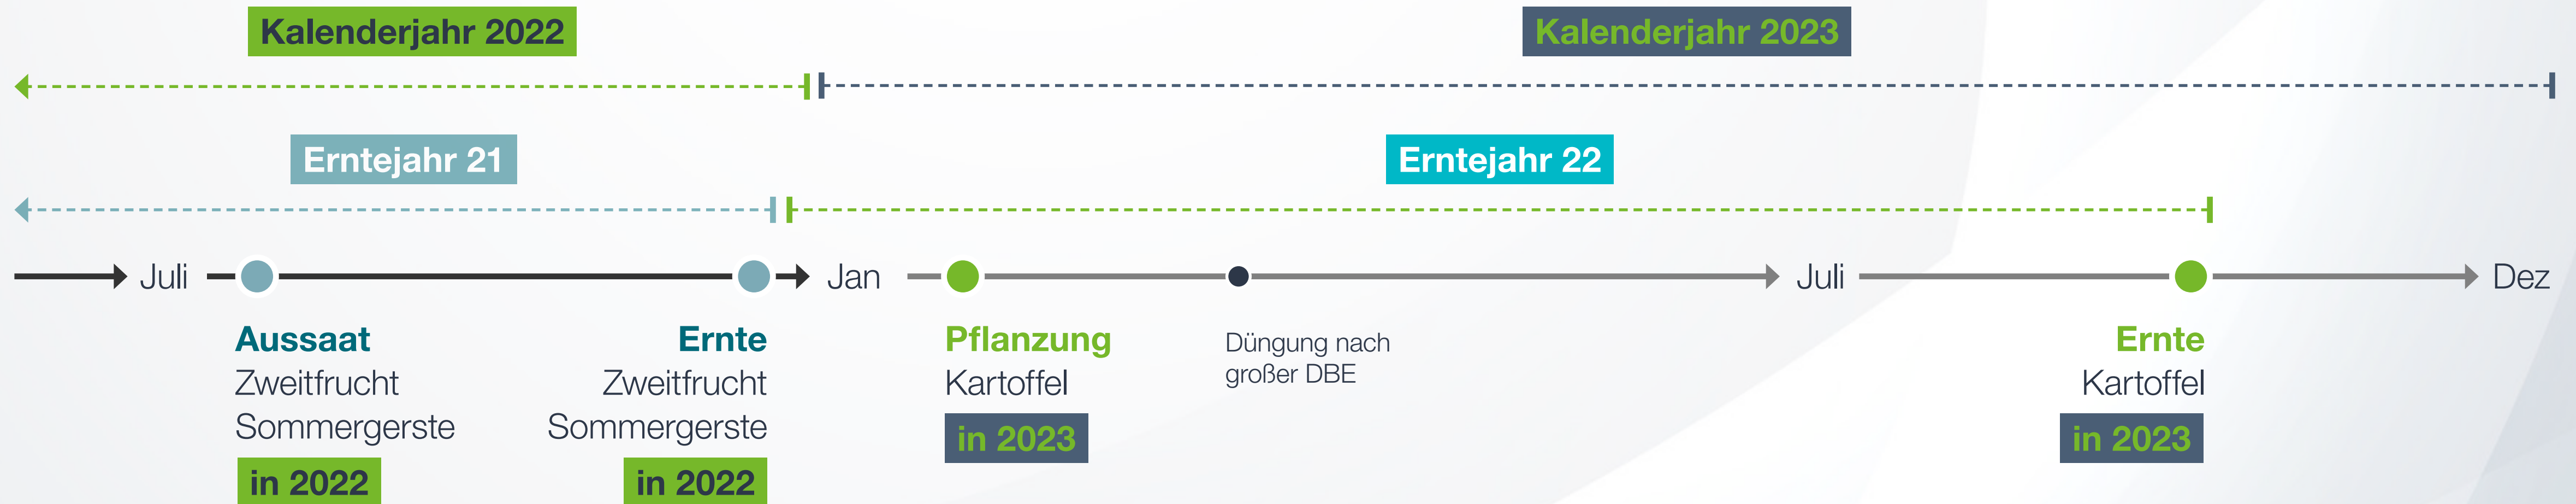 Kalenderjahr 2022
Kalenderjahr 2023
Erntejahr 21
Erntejahr 22
Juli
Jan
Juli
Dez
Aussaat
Zweitfrucht
Sommergerste
in 2022
Ernte
Zweitfrucht
Sommergerste
in 2022
Pflanzung
Kartoffel
in 2023
Düngung nach
großer DBE
Ernte
Kartoffel
in 2023